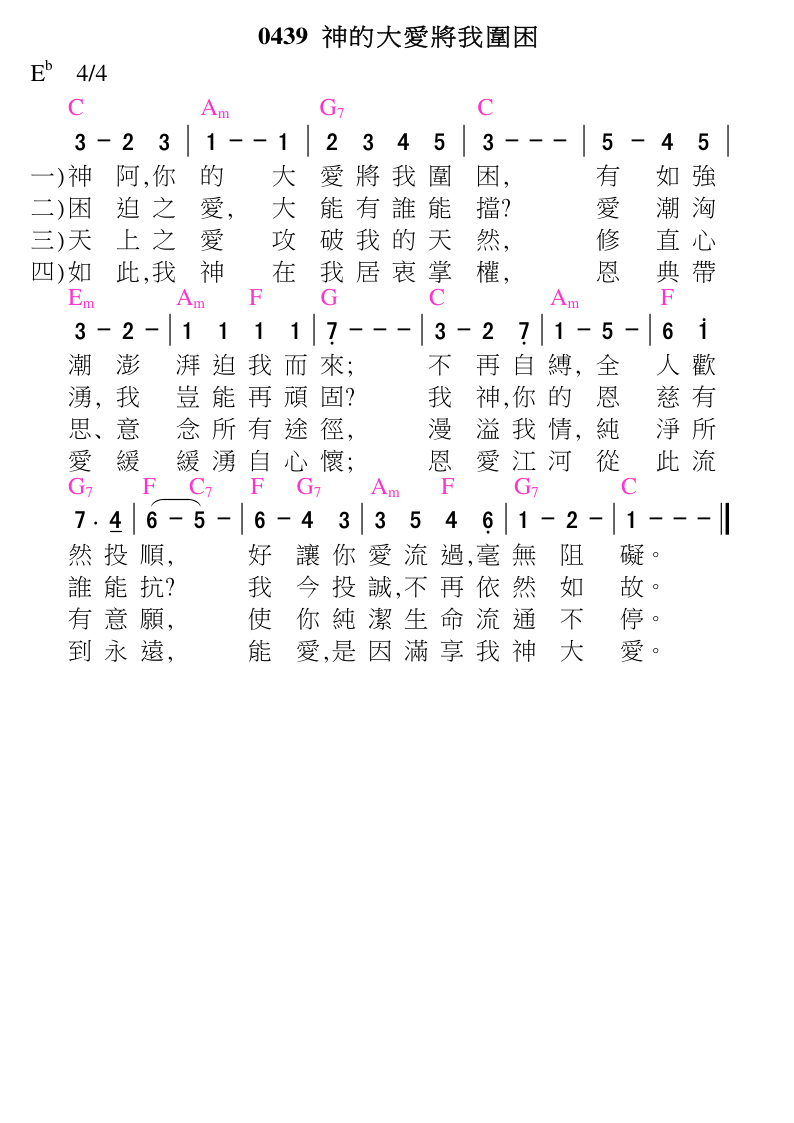 0439 神的大愛將我圍困
E♭ 4/4
C Am G7 C
3 - 2 3 | 1 - - 1 | 2 3 4 5 | 3 - - - | 5 - 4 5 |
一)神 阿,你 的 大 愛 將 我 圍 困, 有 如 強
二)困 迫 之 愛, 大 能 有 誰 能 擋? 愛 潮 洶
三)天 上 之 愛 攻 破 我 的 天 然, 修 直 心
四)如 此,我 神 在 我 居 衷 掌 權, 恩 典 帶
Em Am F G C Am F
3 - 2 - | 1 1 1 1 | 7̣ - - - | 3 - 2 7̣ | 1 - 5 - | 6 1̇
潮 澎 湃 迫 我 而 來; 不 再 自 縛, 全 人 歡
湧, 我 豈 能 再 頑 固? 我 神,你 的 恩 慈 有
思、意 念 所 有 途 徑, 漫 溢 我 情, 純 淨 所
愛 緩 緩 湧 自 心 懷; 恩 愛 江 河 從 此 流
G7 F C7 F G7 Am F G7 C
7 . 4̲ | 6 - 5 - | 6 - 4 3 | 3 5 4 6̣ | 1 - 2 - | 1 - - - ‖
然 投 順, 好 讓 你 愛 流 過,毫 無 阻 礙。
誰 能 抗? 我 今 投 誠,不 再 依 然 如 故。
有 意 願, 使 你 純 潔 生 命 流 通 不 停。
到 永 遠, 能 愛,是 因 滿 享 我 神 大 愛。